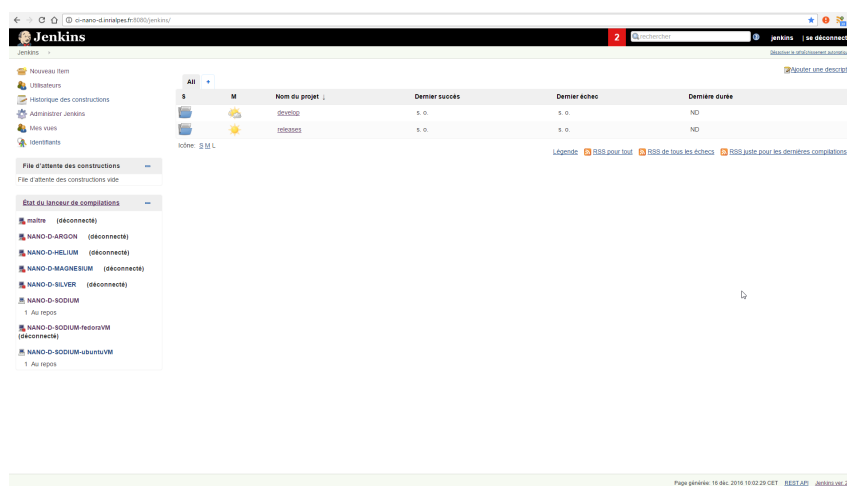 ci-nano-d.inrialpes.fr:8080/jenkins/
Jenkins
2
rechercher
jenkins | se déconnect
Jenkins
Ajouter une descript
Nouveau Item
Utilisateurs
Historique des constructions
Administrer Jenkins
Mes vues
Identifiants
All +
S M Nom du projet ↓ Dernier succès Dernier échec Dernière durée
develop s. o. s. o. ND
releases s. o. s. o. ND
Icône: S M L
Légende RSS pour tout RSS de tous les échecs RSS juste pour les dernières compilations
File d'attente des constructions
File d'attente des constructions vide
État du lanceur de compilations
maître (déconnecté)
NANO-D-ARGON (déconnecté)
NANO-D-HELIUM (déconnecté)
NANO-D-MAGNESIUM (déconnecté)
NANO-D-SILVER (déconnecté)
NANO-D-SODIUM
1 Au repos
NANO-D-SODIUM-fedoraVM
(déconnecté)
NANO-D-SODIUM-ubuntuVM
1 Au repos
Page générée: 16 déc. 2016 10:02:29 CET REST API Jenkins ver. 2